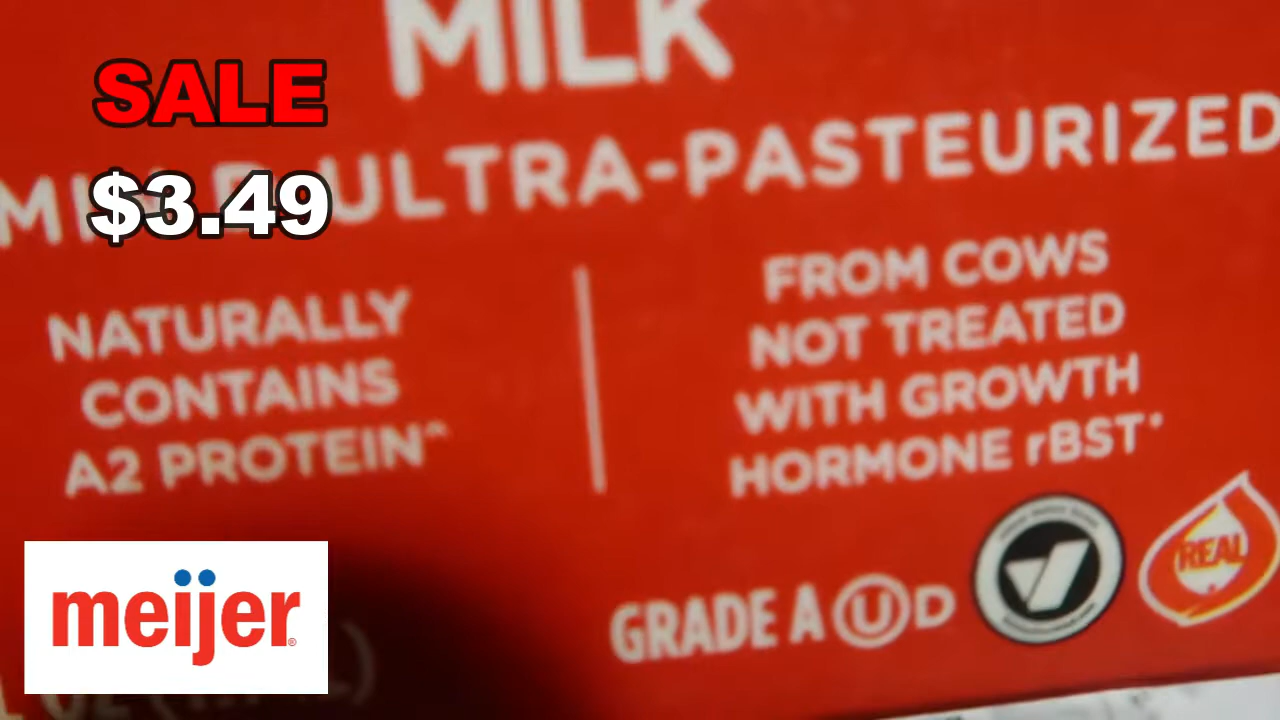 MILK
SALE
ULTRA-PASTEURIZED
$3.49
NATURALLY
CONTAINS
A2 PROTEIN^
FROM COWS
NOT TREATED
WITH GROWTH
HORMONE rBST*
GRADE A U D
REAL
meijer®